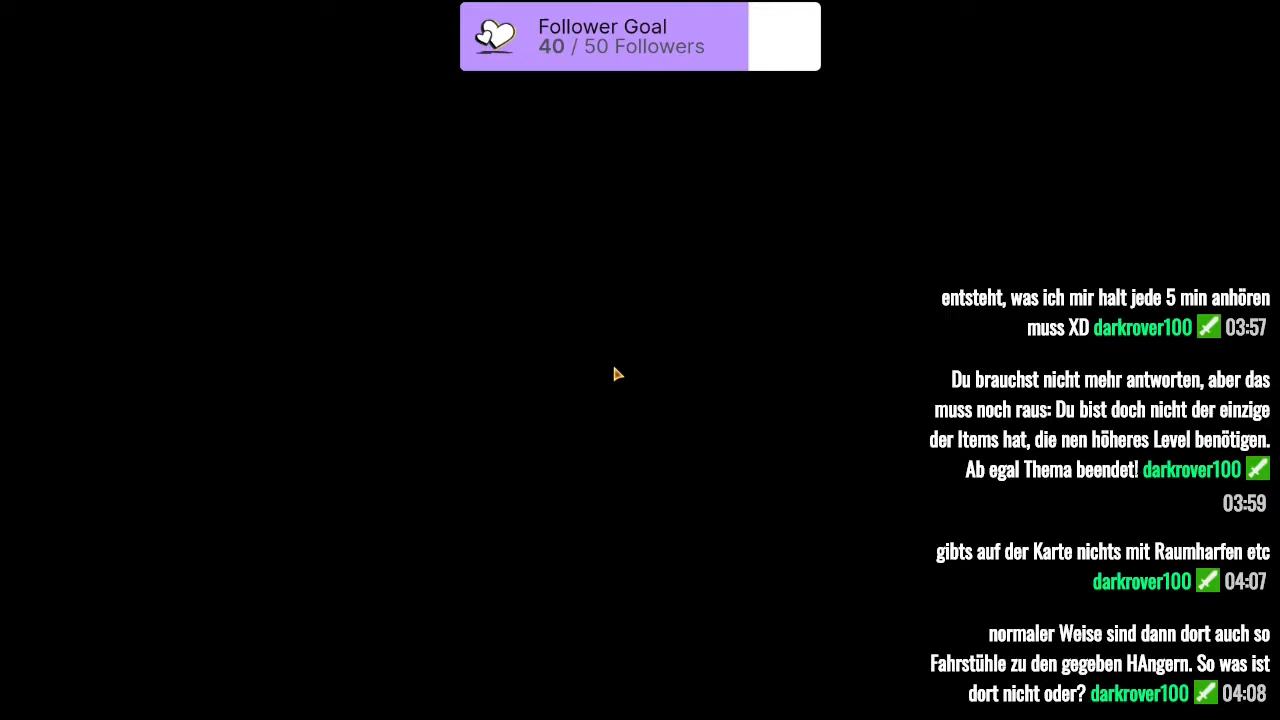 Follower Goal
40 / 50 Followers
entsteht, was ich mir halt jede 5 min anhören
muss XD darkrover100 03:57
Du brauchst nicht mehr antworten, aber das
muss noch raus: Du bist doch nicht der einzige
der Items hat, die nen höheres Level benötigen.
Ab egal Thema beendet! darkrover100
03:59
gibts auf der Karte nichts mit Raumharfen etc
darkrover100 04:07
normaler Weise sind dann dort auch so
Fahrstühle zu den gegeben HAngern. So was ist
dort nicht oder? darkrover100 04:08